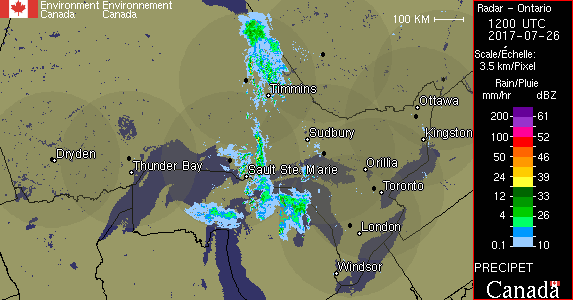 Environment Environnement
Canada Canada
100 KM
Timmins
Ottawa
Sudbury
Kingston
Dryden
Thunder Bay
Sault Ste. Marie
Orillia
Toronto
London
Windsor
Radar - Ontario
1200 UTC
2017-07-26
Scale/Échelle:
3.5 km/Pixel
Rain/Pluie
mm/hr dBZ
200 61
100 52
50 46
24 39
12 33
4 26
0.1 10
PRECIPET
Canada